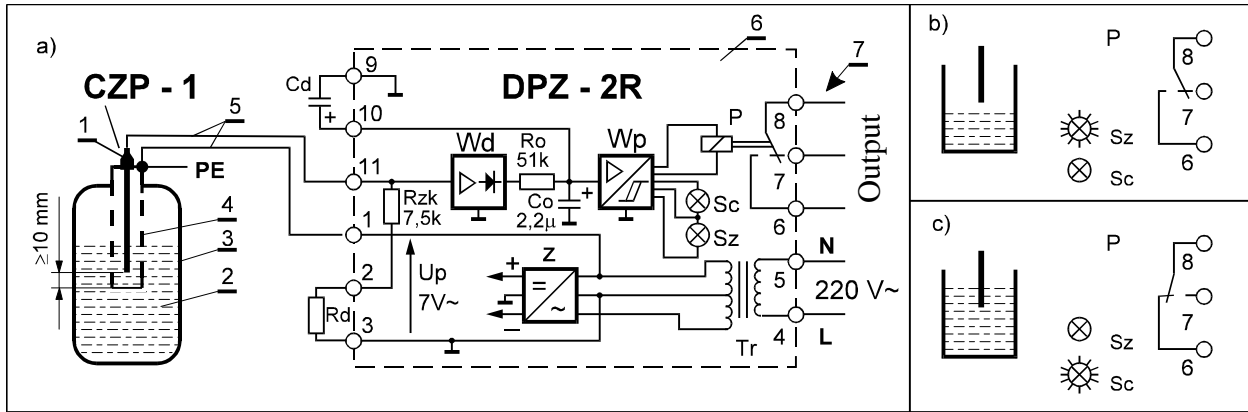 a)
6
7
CZP - 1
DPZ - 2R
Cd
+
9
10
11
1
5
PE
Wd
Ro
51k
Wp
P
8
7
6
Output
Rzk
7,5k
Co
2,2µ
+
Sc
Sz
≥10 mm
4
3
2
1
2
3
Rd
Up
7V~
+
–
z
=
~
Tr
5
4
N
220 V~
L
b)
P
8
7
6
Sz
Sc
c)
P
8
7
6
Sz
Sc